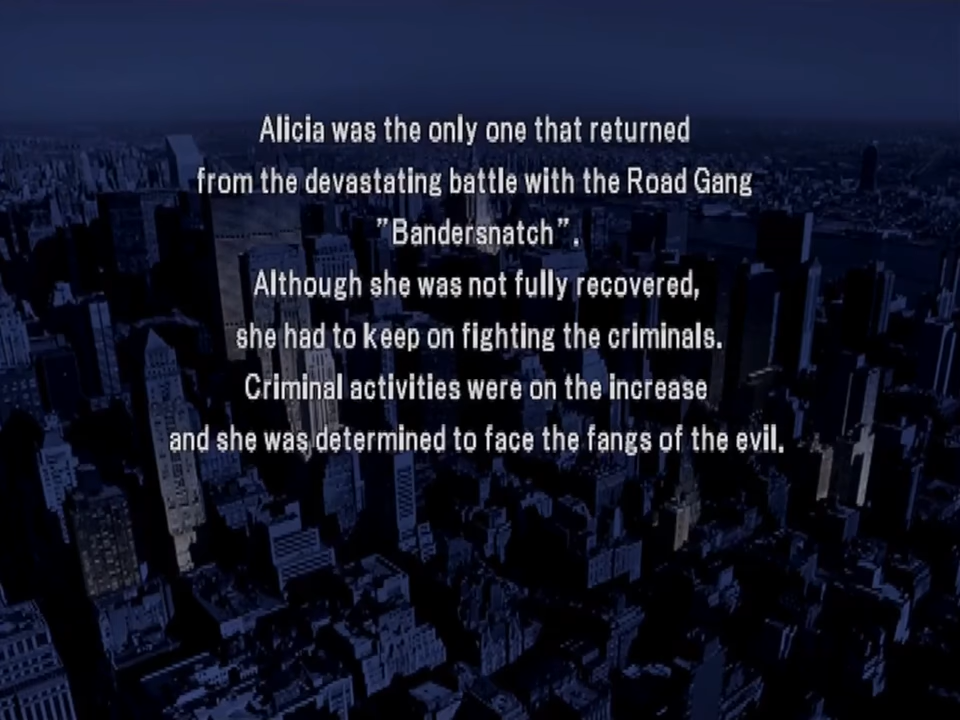 Alicia was the only one that returned
from the devastating battle with the Road Gang
”Bandersnatch”.
Although she was not fully recovered,
she had to keep on fighting the criminals.
Criminal activities were on the increase
and she was determined to face the fangs of the evil.